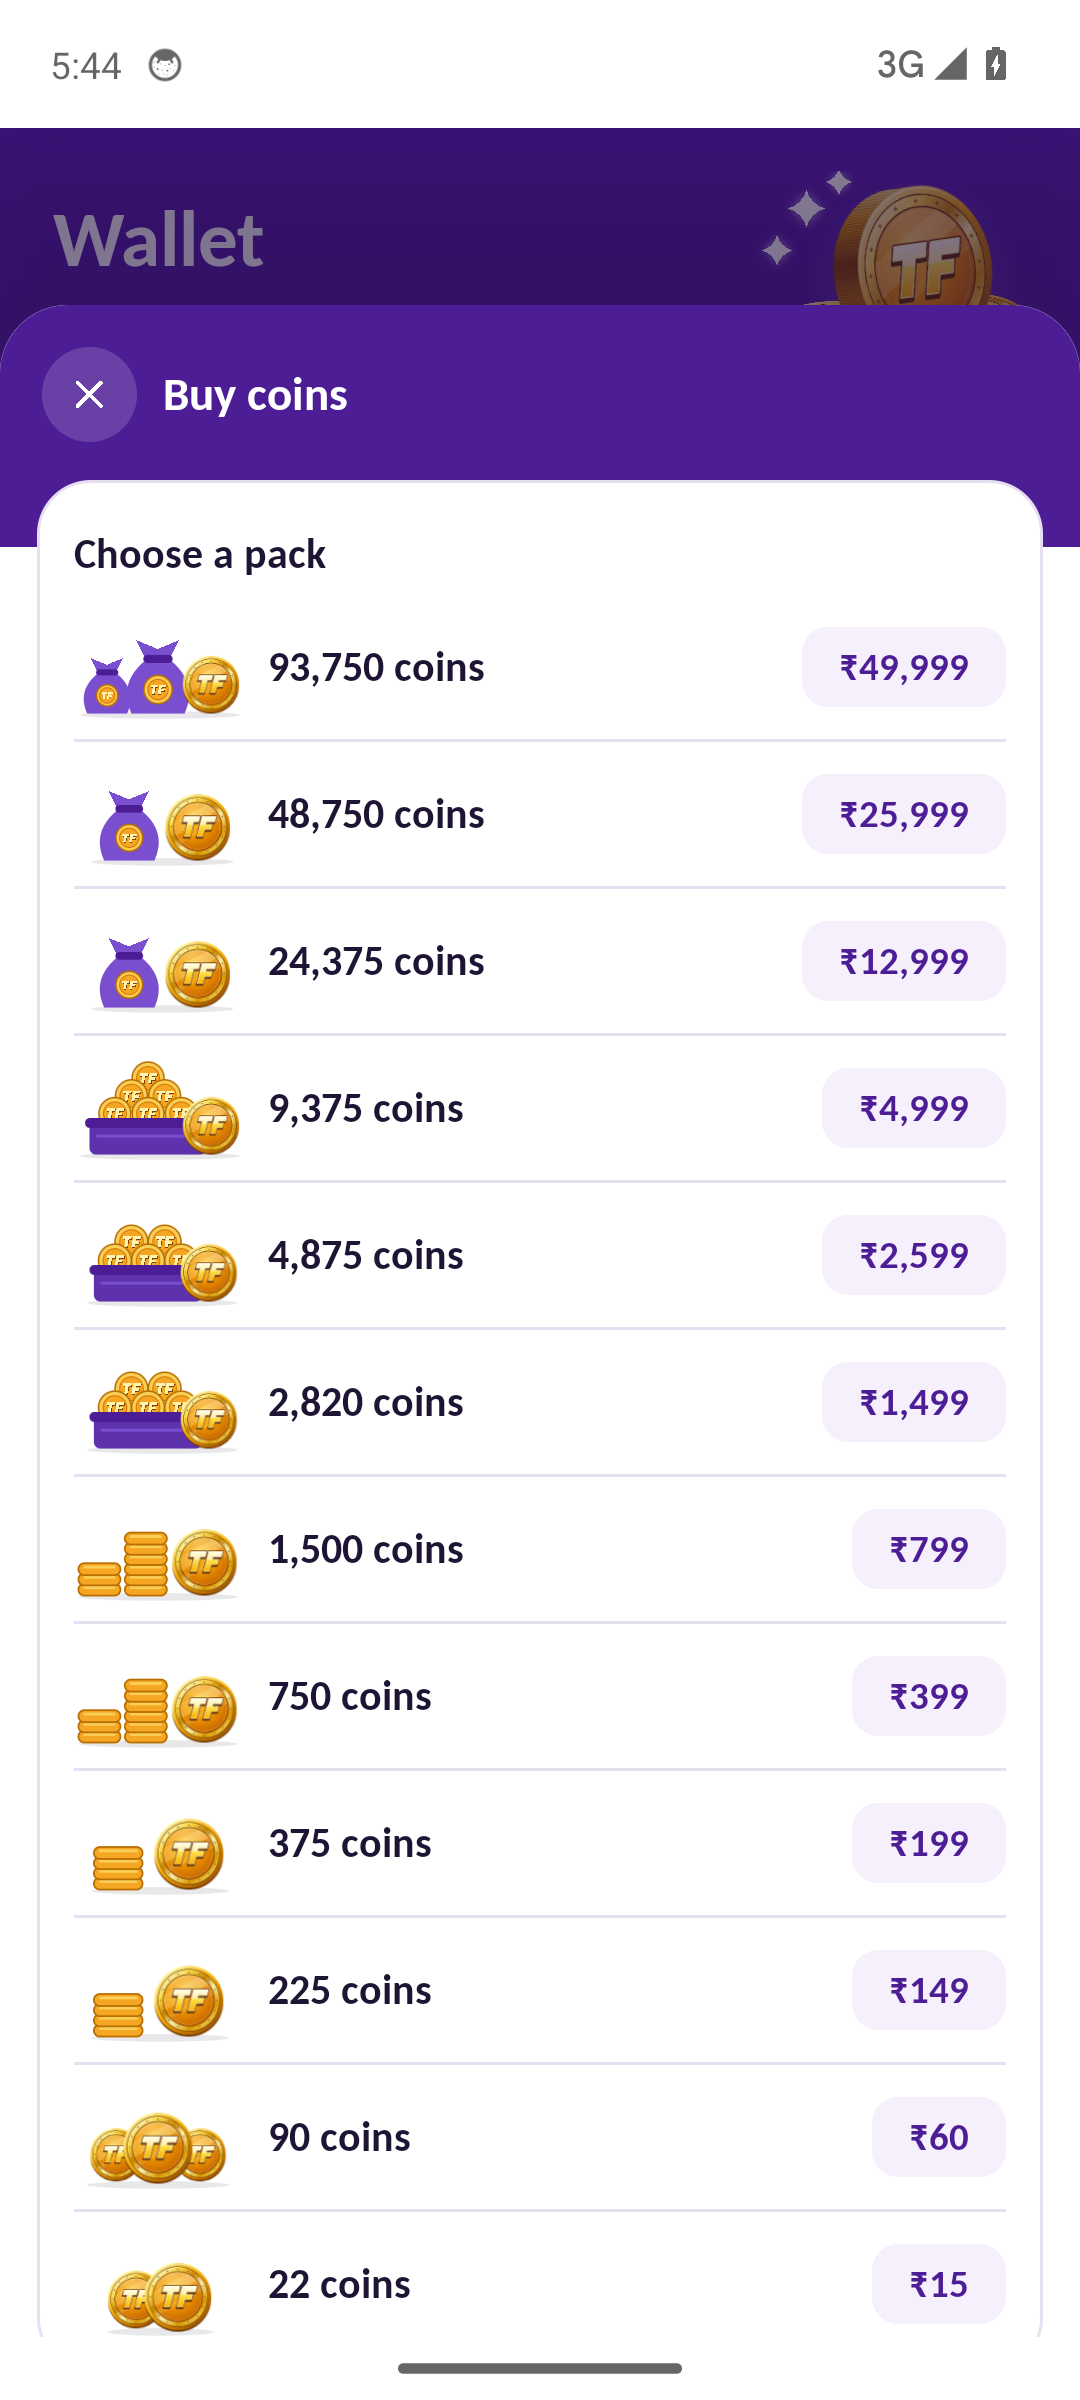 5:44
3G
Wallet
TF
Buy coins
Choose a pack
93,750 coins
₹49,999
48,750 coins
₹25,999
24,375 coins
₹12,999
9,375 coins
₹4,999
4,875 coins
₹2,599
2,820 coins
₹1,499
1,500 coins
₹799
750 coins
₹399
375 coins
₹199
225 coins
₹149
90 coins
₹60
22 coins
₹15